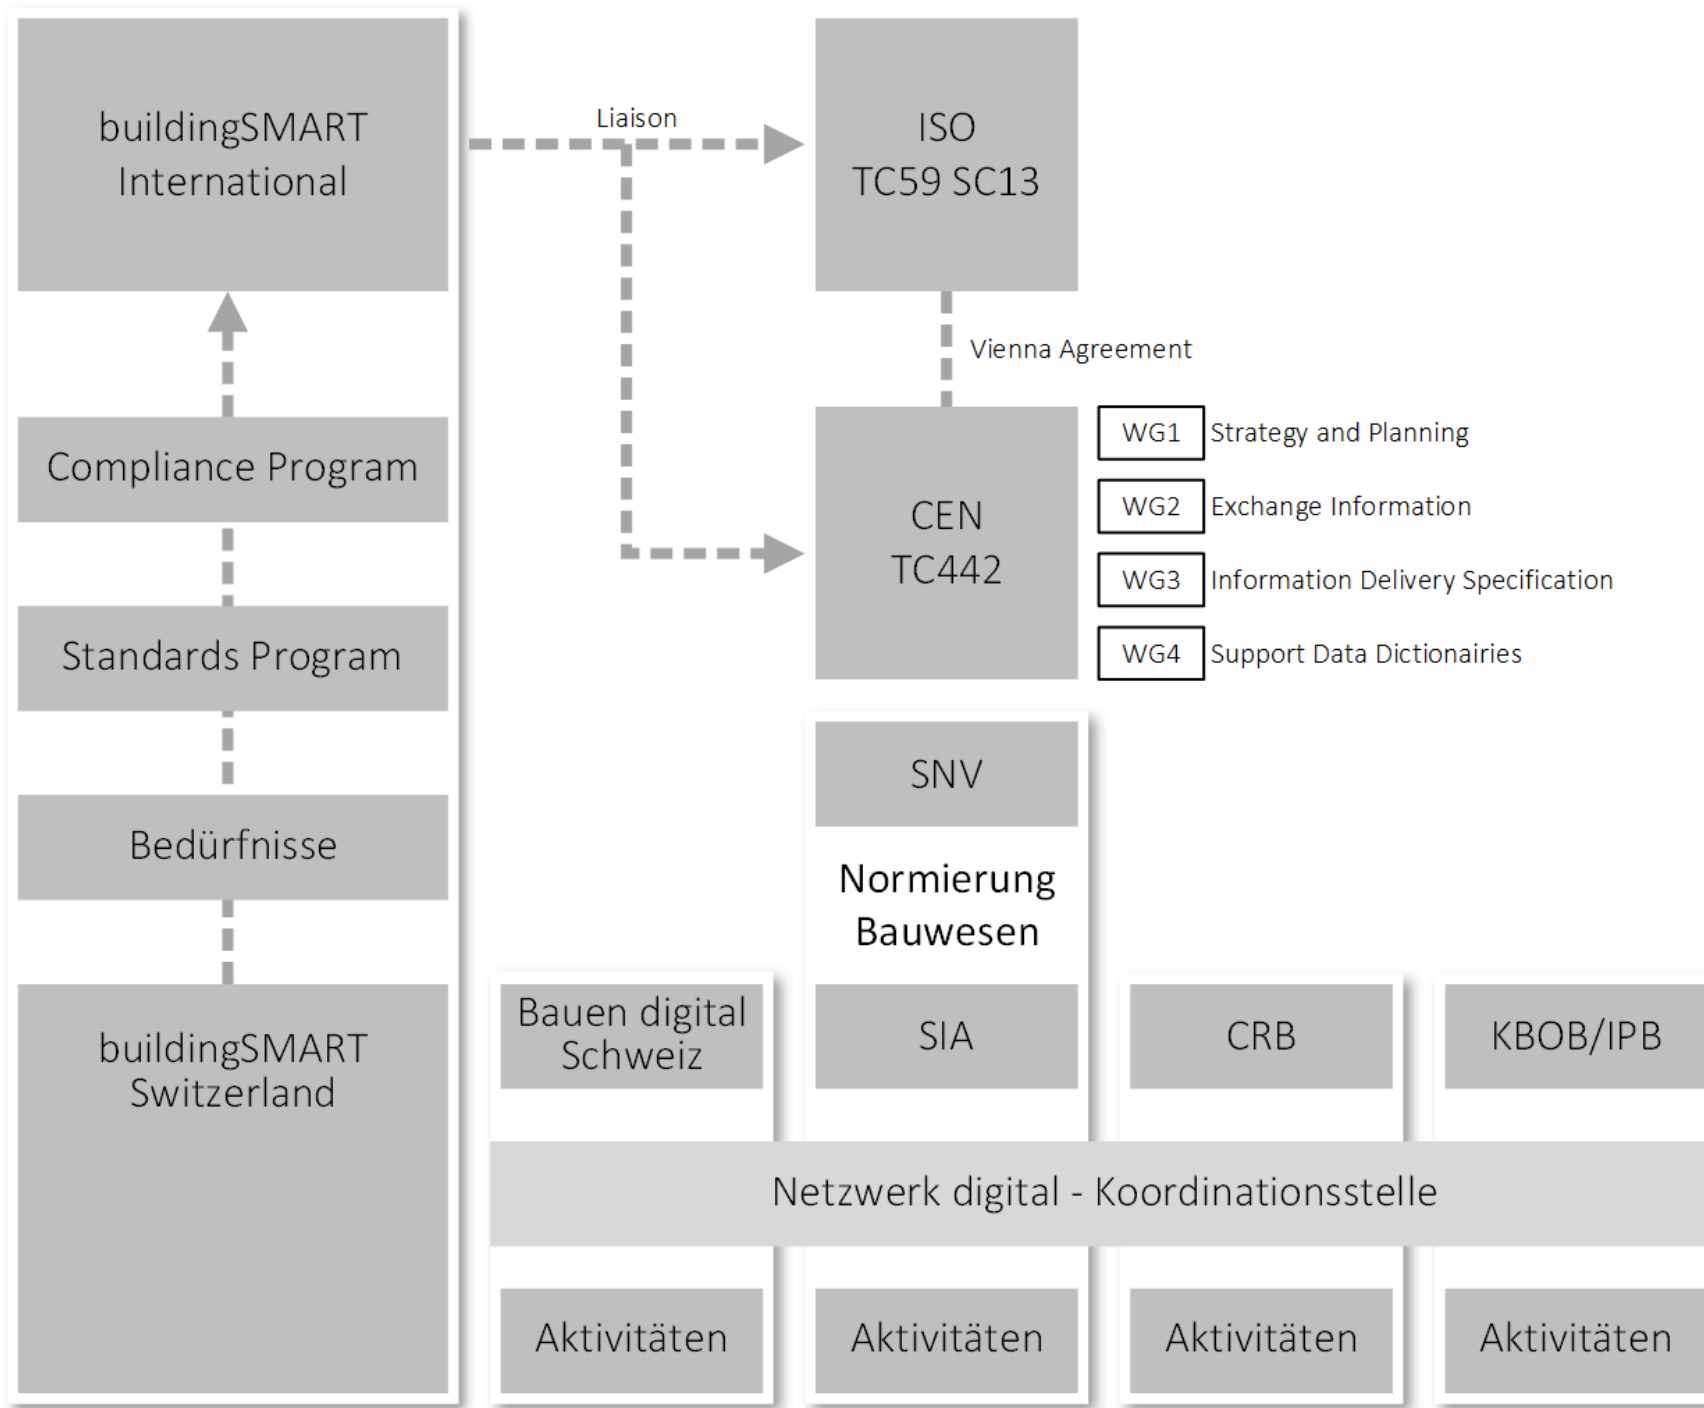 buildingSMART
International
Liaison
ISO
TC59 SC13
Vienna Agreement
Compliance Program
CEN
TC442
WG1 Strategy and Planning
WG2 Exchange Information
WG3 Information Delivery Specification
WG4 Support Data Dictionairies
Standards Program
Bedürfnisse
buildingSMART
Switzerland
SNV
Normierung
Bauwesen
Bauen digital
Schweiz
SIA
CRB
KBOB/IPB
Netzwerk digital - Koordinationsstelle
Aktivitäten
Aktivitäten
Aktivitäten
Aktivitäten